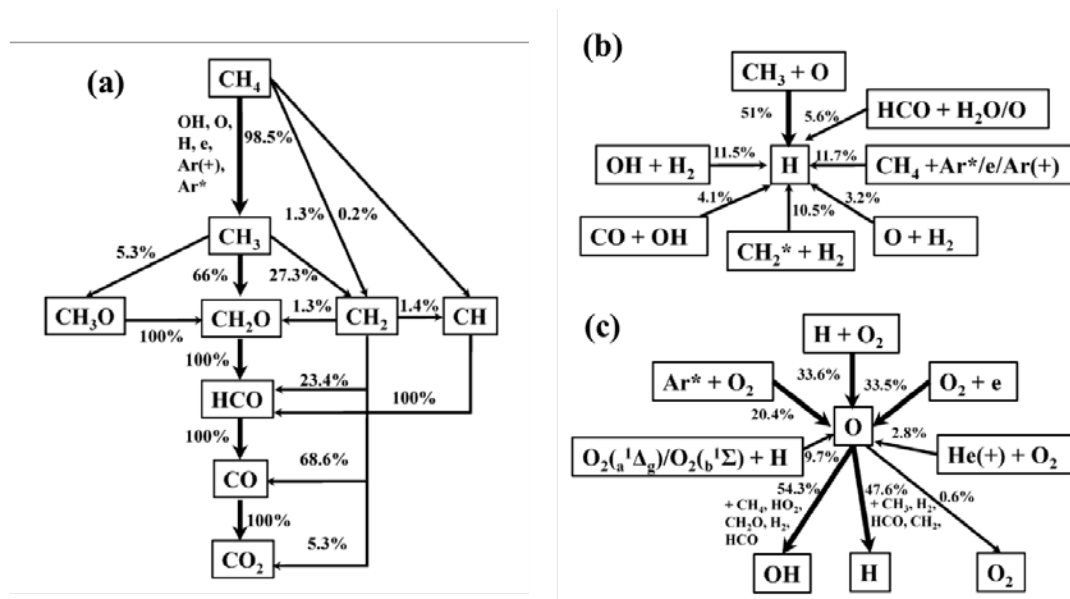 (a)
CH₄
OH, O,
H, e,
Ar(+),
Ar*
98.5%
1.3%
0.2%
CH₃
5.3%
66%
27.3%
CH₃O
100%
CH₂O
1.3%
CH₂
1.4%
CH
100%
23.4%
100%
HCO
100%
68.6%
CO
100%
5.3%
CO₂
(b)
CH₃ + O
51%
5.6%
HCO + H₂O/O
OH + H₂
11.5%
H
11.7%
CH₄ +Ar*/e/Ar(+)
4.1%
10.5%
3.2%
CO + OH
CH₂* + H₂
O + H₂
(c)
H + O₂
33.6%
Ar* + O₂
33.5%
O₂ + e
20.4%
O
2.8%
O₂(ₐ¹Δg)/O₂(b¹Σ) + H
9.7%
He(+) + O₂
54.3%
+ CH₄, HO₂,
CH₂O, H₂,
HCO
47.6%
+ CH₃, H₂,
HCO, CH₂,
0.6%
OH
H
O₂